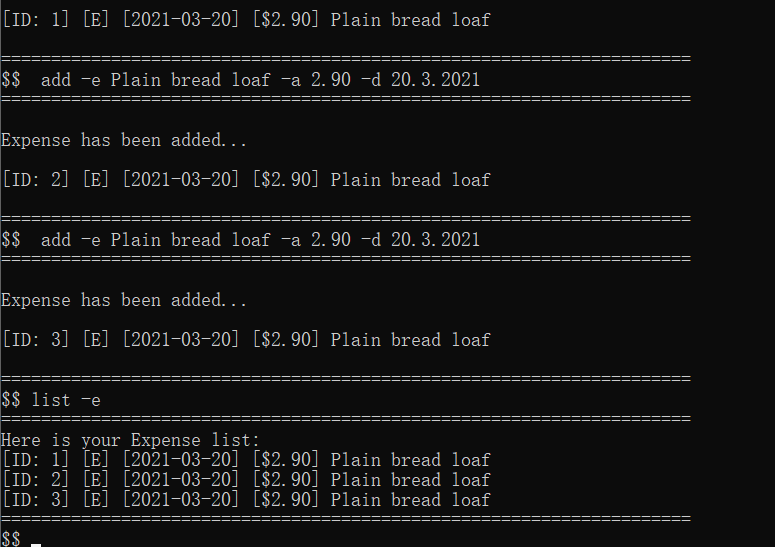 [ID: 1] [E] [2021-03-20] [$2.90] Plain bread loaf
=====================================================================
$$  add -e Plain bread loaf -a 2.90 -d 20.3.2021
=====================================================================
Expense has been added...
[ID: 2] [E] [2021-03-20] [$2.90] Plain bread loaf
=====================================================================
$$  add -e Plain bread loaf -a 2.90 -d 20.3.2021
=====================================================================
Expense has been added...
[ID: 3] [E] [2021-03-20] [$2.90] Plain bread loaf
=====================================================================
$$ list -e
=====================================================================
Here is your Expense list:
[ID: 1] [E] [2021-03-20] [$2.90] Plain bread loaf
[ID: 2] [E] [2021-03-20] [$2.90] Plain bread loaf
[ID: 3] [E] [2021-03-20] [$2.90] Plain bread loaf
=====================================================================
$$ _